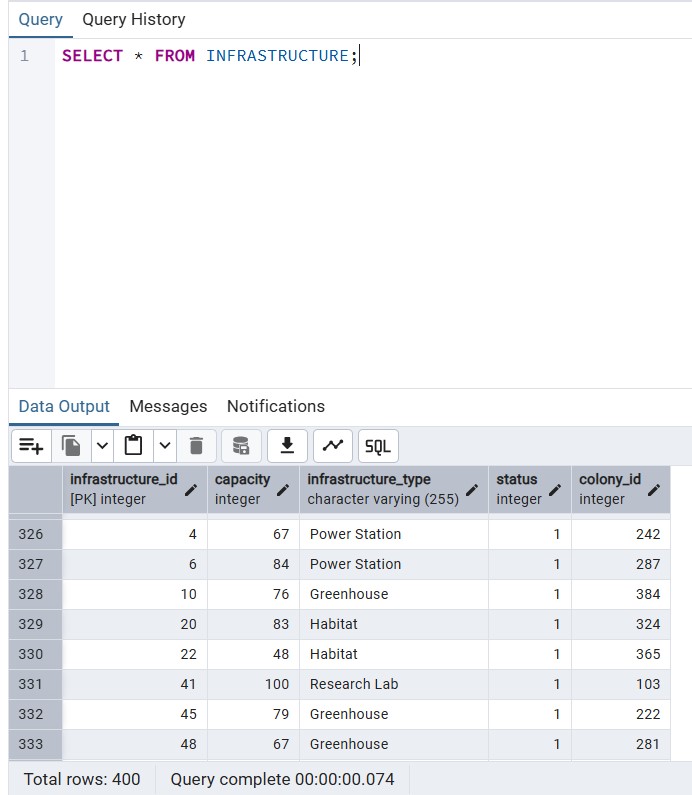 Query Query History
1 SELECT * FROM INFRASTRUCTURE;
Data Output Messages Notifications
SQL
infrastructure_id capacity infrastructure_type status colony_id
[PK] integer integer character varying (255) integer integer
326 4 67 Power Station 1 242
327 6 84 Power Station 1 287
328 10 76 Greenhouse 1 384
329 20 83 Habitat 1 324
330 22 48 Habitat 1 365
331 41 100 Research Lab 1 103
332 45 79 Greenhouse 1 222
333 48 67 Greenhouse 1 281
Total rows: 400 Query complete 00:00:00.074